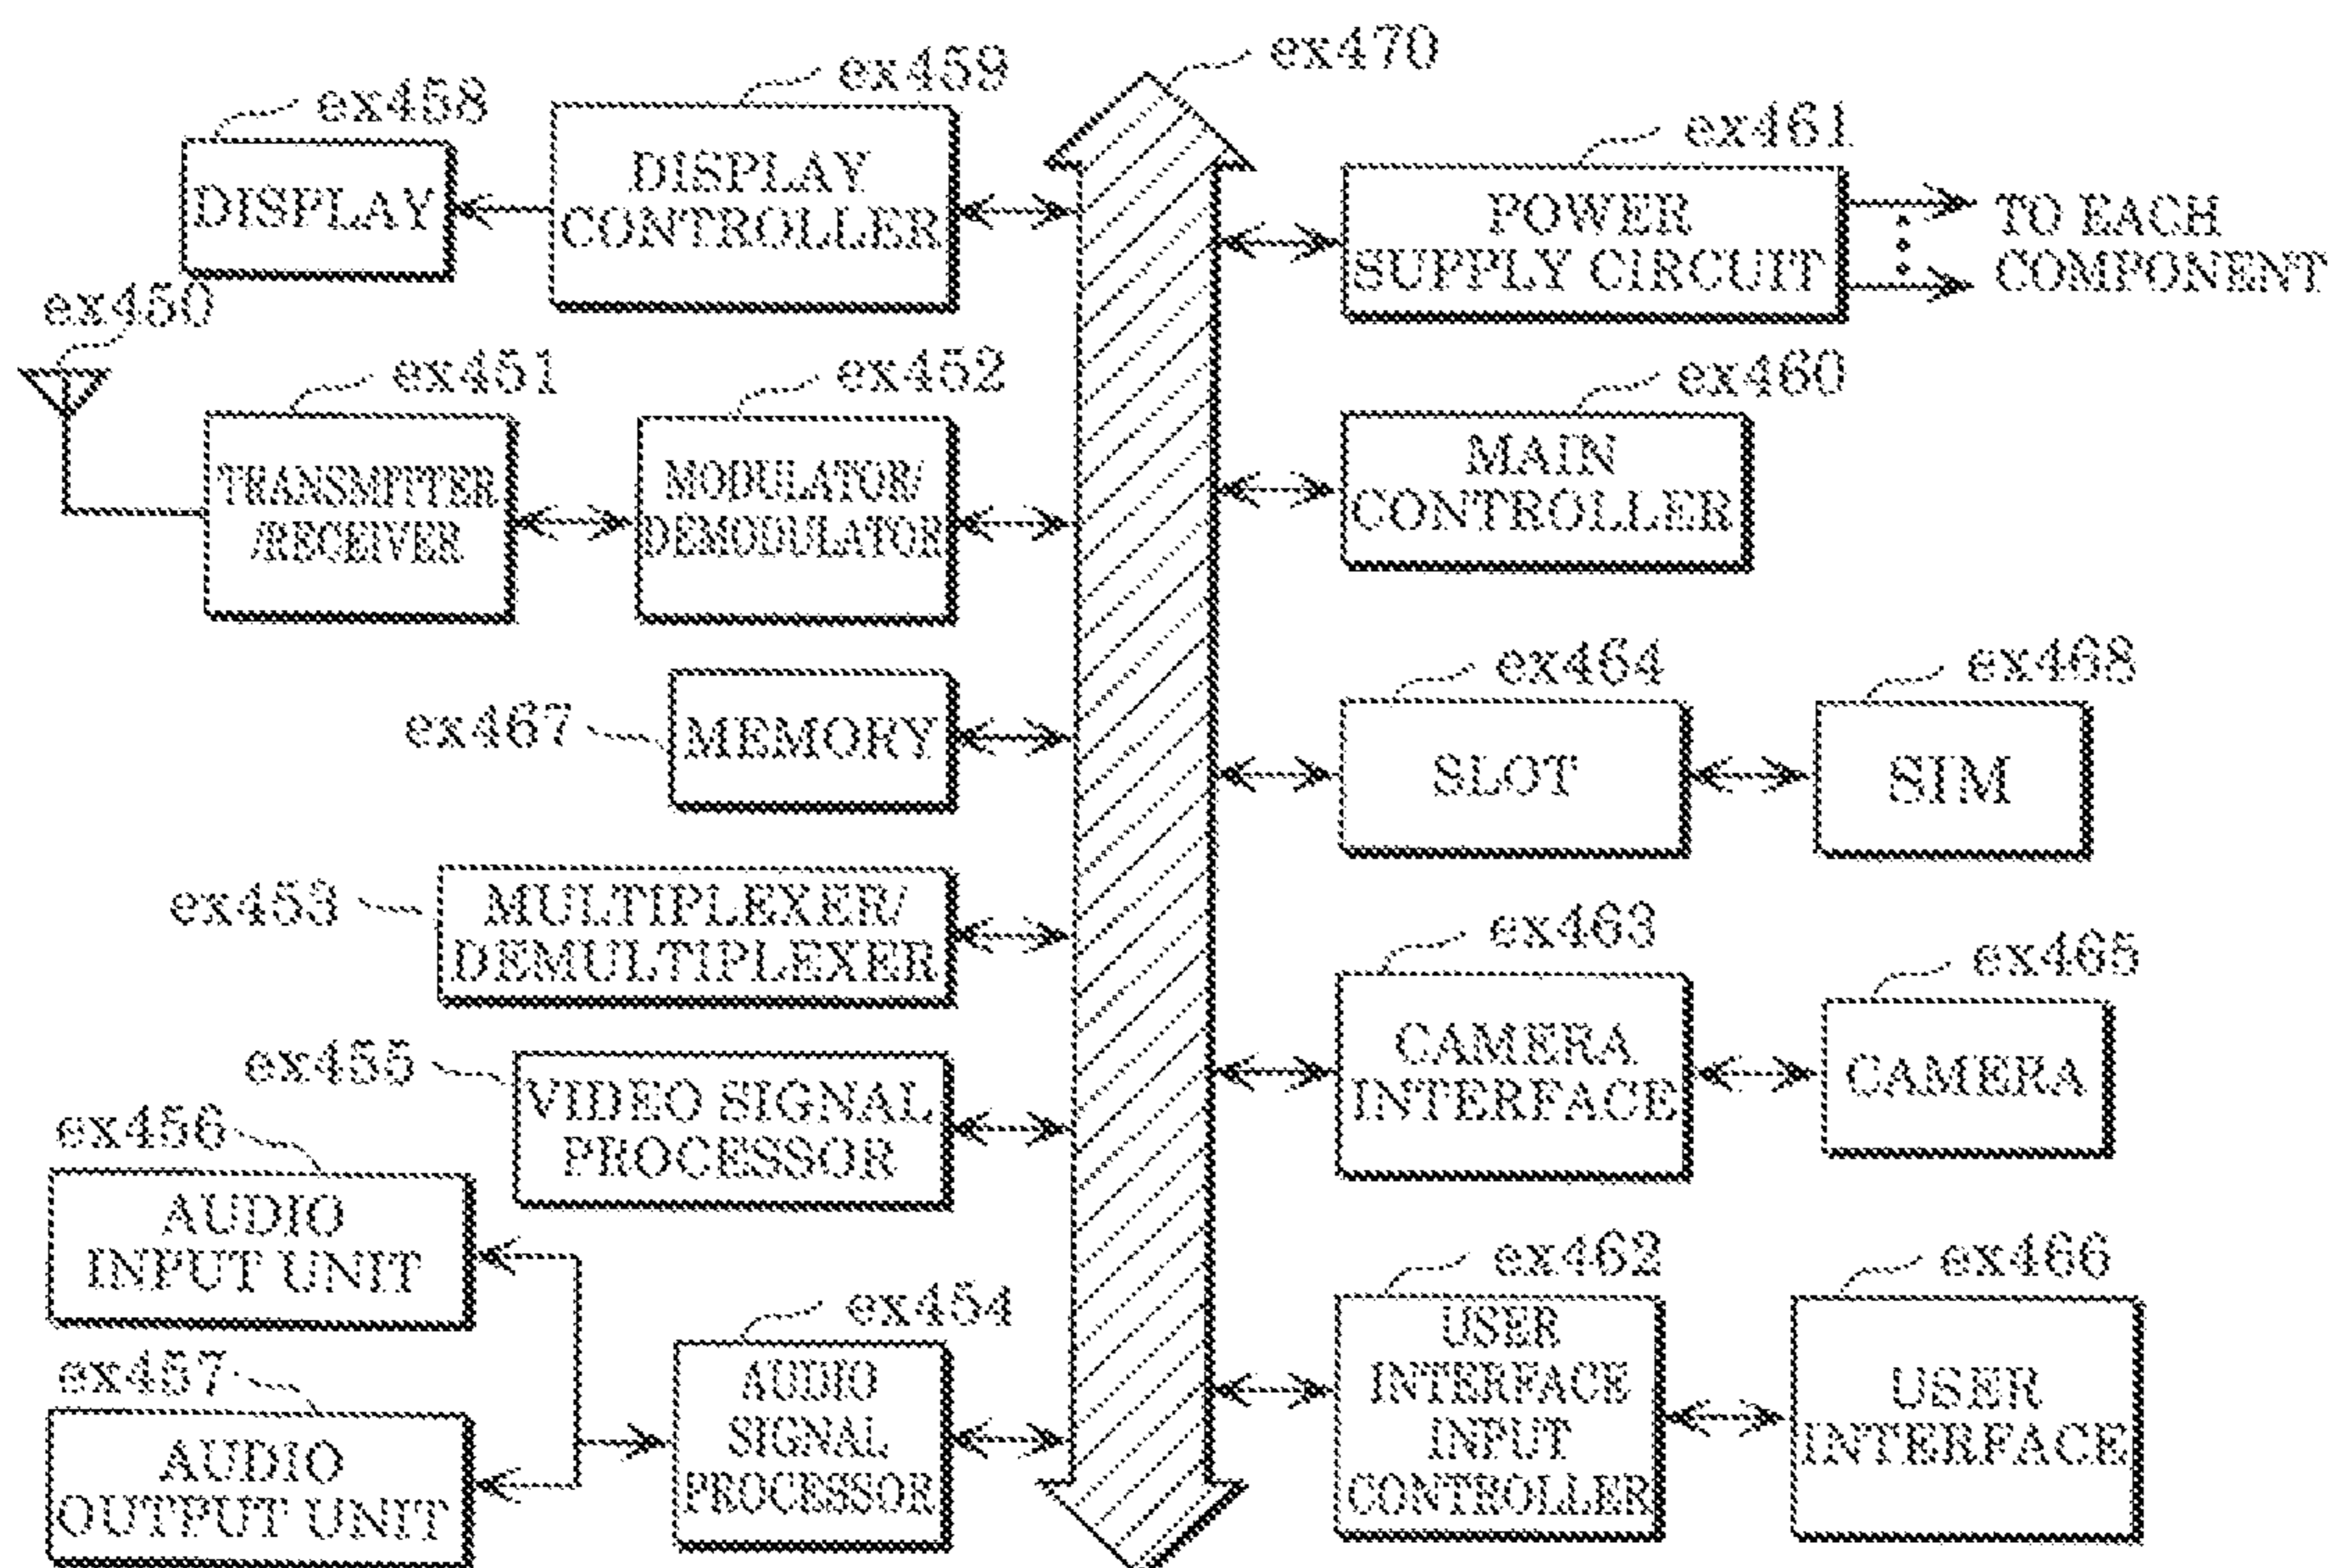 ex470
ex459
ex458
ex461
DISPLAY
CONTROLLER
DISPLAY
POWER
SUPPLY CIRCUIT
TO EACH
COMPONENT
ex450
ex451
ex452
ex460
TRANSMITTER
/RECEIVER
MODULATOR/
DEMODULATOR
MAIN
CONTROLLER
ex467
MEMORY
ex464
ex468
SLOT
SIM
ex453
MULTIPLEXER/
DEMULTIPLEXER
ex463
ex465
CAMERA
INTERFACE
CAMERA
ex455
VIDEO SIGNAL
PROCESSOR
ex456
AUDIO
INPUT UNIT
ex457
AUDIO
OUTPUT UNIT
ex454
AUDIO
SIGNAL
PROCESSOR
ex462
ex466
USER
INTERFACE
INPUT
CONTROLLER
USER
INTERFACE